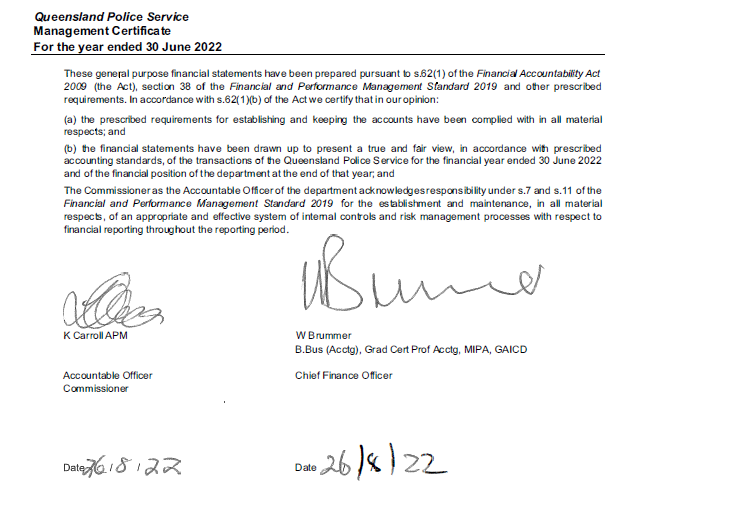 Queensland Police Service
Management Certificate
For the year ended 30 June 2022
These general purpose financial statements have been prepared pursuant to s.62(1) of the Financial Accountability Act
2009 (the Act), section 38 of the Financial and Performance Management Standard 2019 and other prescribed
requirements. In accordance with s.62(1)(b) of the Act we certify that in our opinion:
(a) the prescribed requirements for establishing and keeping the accounts have been complied with in all material
respects; and
(b) the financial statements have been drawn up to present a true and fair view, in accordance with prescribed
accounting standards, of the transactions of the Queensland Police Service for the financial year ended 30 June 2022
and of the financial position of the department at the end of that year; and
The Commissioner as the Accountable Officer of the department acknowledges responsibility under s.7 and s.11 of the
Financial and Performance Management Standard 2019 for the establishment and maintenance, in all material
respects, of an appropriate and effective system of internal controls and risk management processes with respect to
financial reporting throughout the reporting period.
WBrummer
K Carroll APM
W Brummer
B.Bus (Acctg), Grad Cert Prof Acctg, MIPA, GAICD
Accountable Officer
Chief Finance Officer
Commissioner
Date 26/8/22
Date 26/8/22